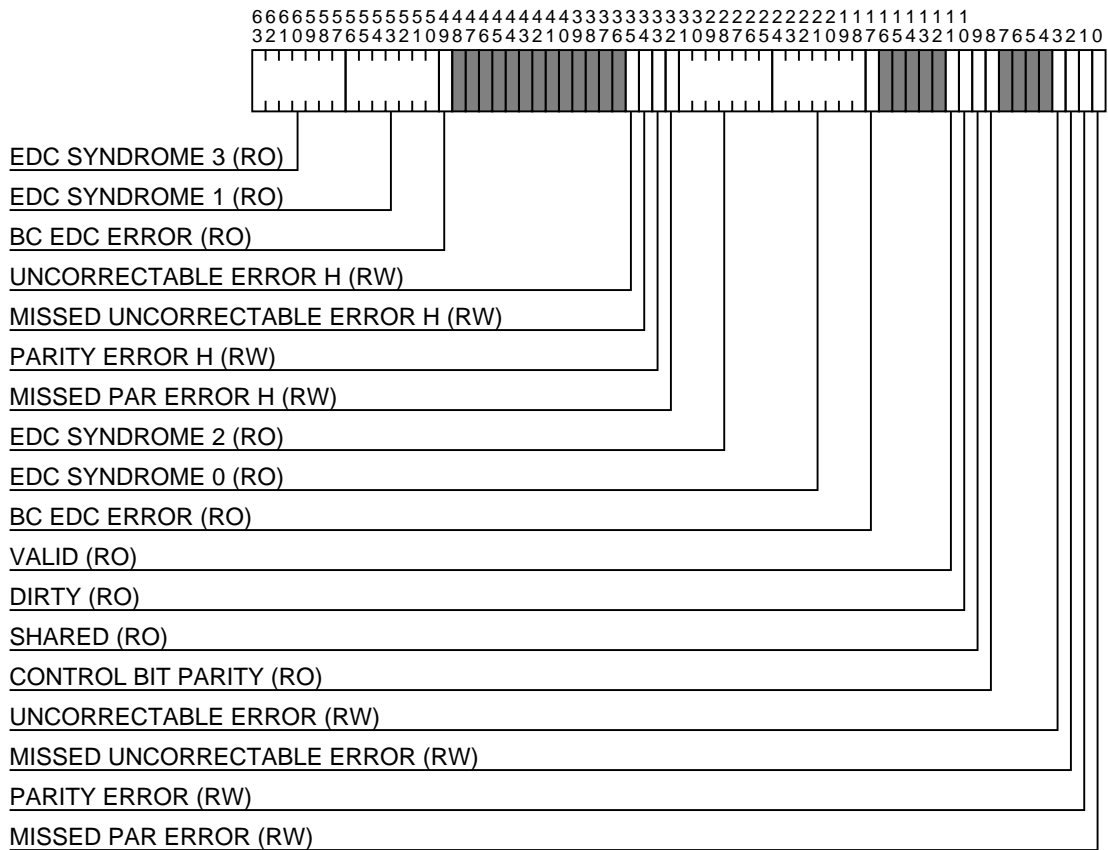 666655555555554444444444333333333322222222221111111111
3210987654321098765432109876543210987654321098765432109876543210
EDC SYNDROME 3 (RO)
EDC SYNDROME 1 (RO)
BC EDC ERROR (RO)
UNCORRECTABLE ERROR H (RW)
MISSED UNCORRECTABLE ERROR H (RW)
PARITY ERROR H (RW)
MISSED PAR ERROR H (RW)
EDC SYNDROME 2 (RO)
EDC SYNDROME 0 (RO)
BC EDC ERROR (RO)
VALID (RO)
DIRTY (RO)
SHARED (RO)
CONTROL BIT PARITY (RO)
UNCORRECTABLE ERROR (RW)
MISSED UNCORRECTABLE ERROR (RW)
PARITY ERROR (RW)
MISSED PAR ERROR (RW)